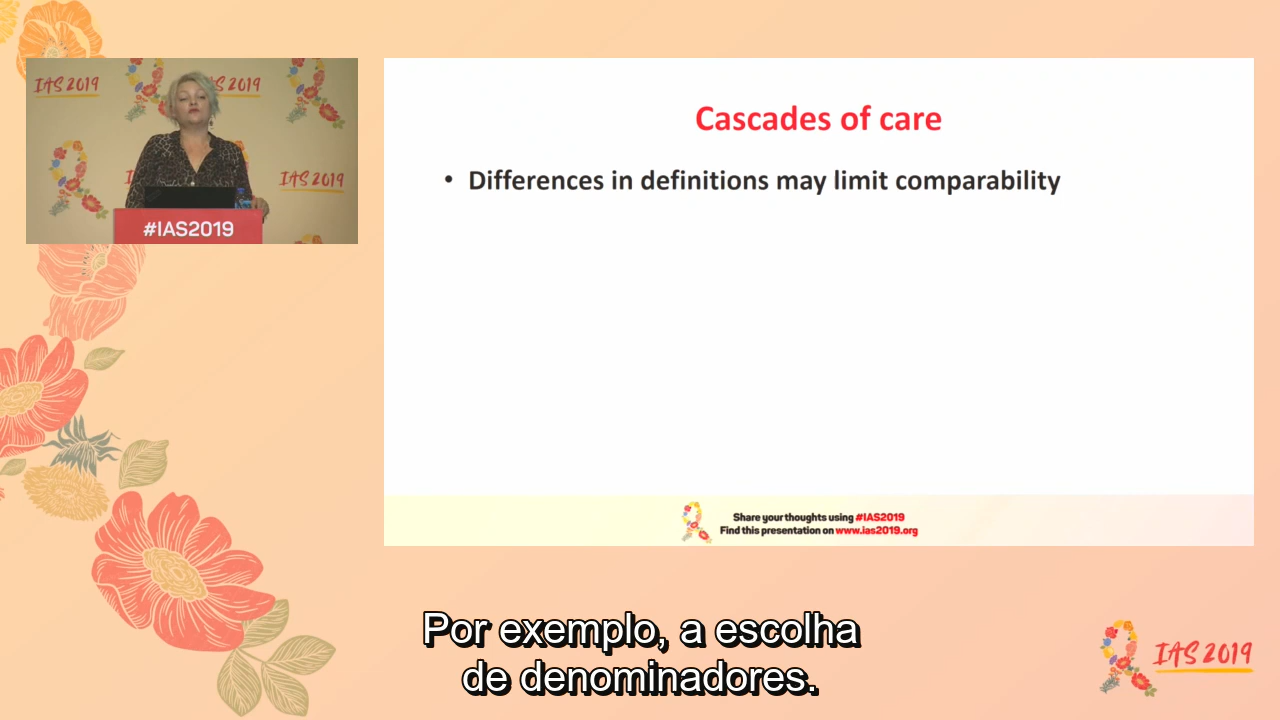 IAS 2019
IAS 2019
IAS 2019
#IAS2019
Cascades of care
• Differences in definitions may limit comparability
Share your thoughts using #IAS2019
Find this presentation on www.ias2019.org
Por exemplo, a escolha
de denominadores.
IAS 2019